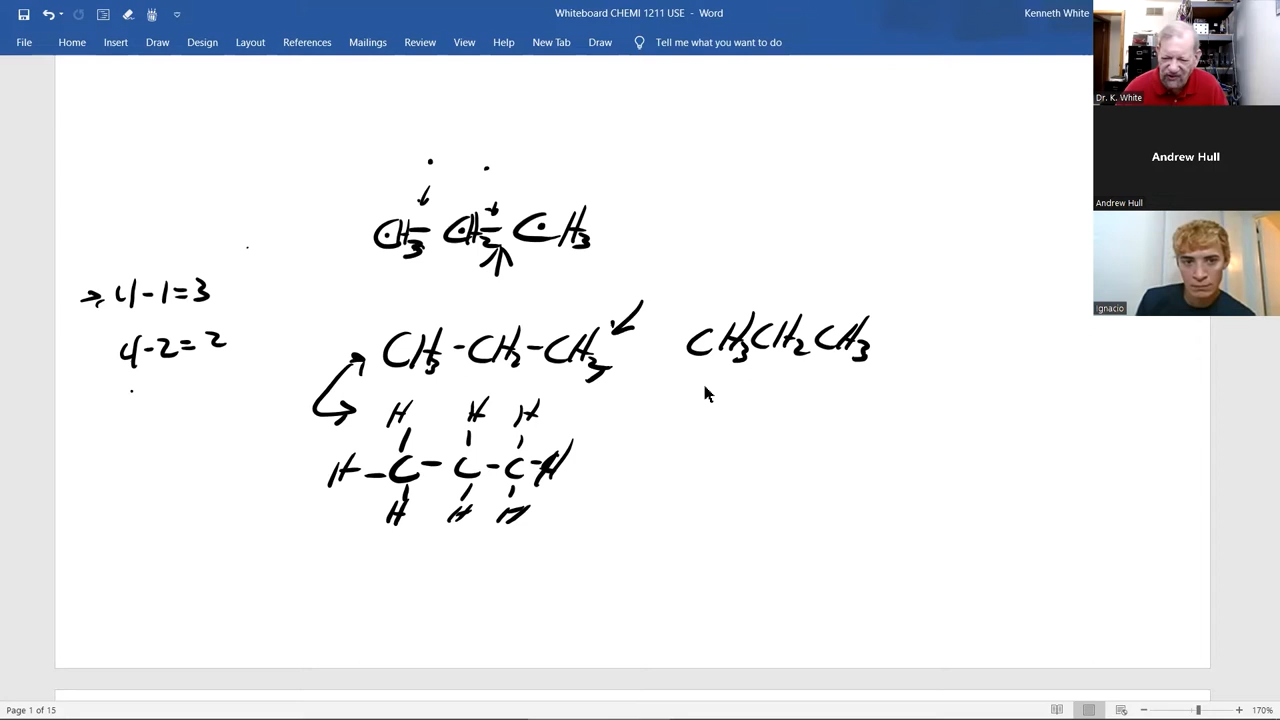 Whiteboard CHEMI 1211 USE - Word
Kenneth White
File Home Insert Draw Design Layout References Mailings Review View Help New Tab Draw Tell me what you want to do
Dr. K. White
Andrew Hull
Andrew Hull
Ignacio
CH3-CH2-CH3
→ 4-1=3
4-2=2
CH3-CH2-CH3
CH3CH2CH3
H H H
H-C-C-C-H
H H H
Page 1 of 15
170%